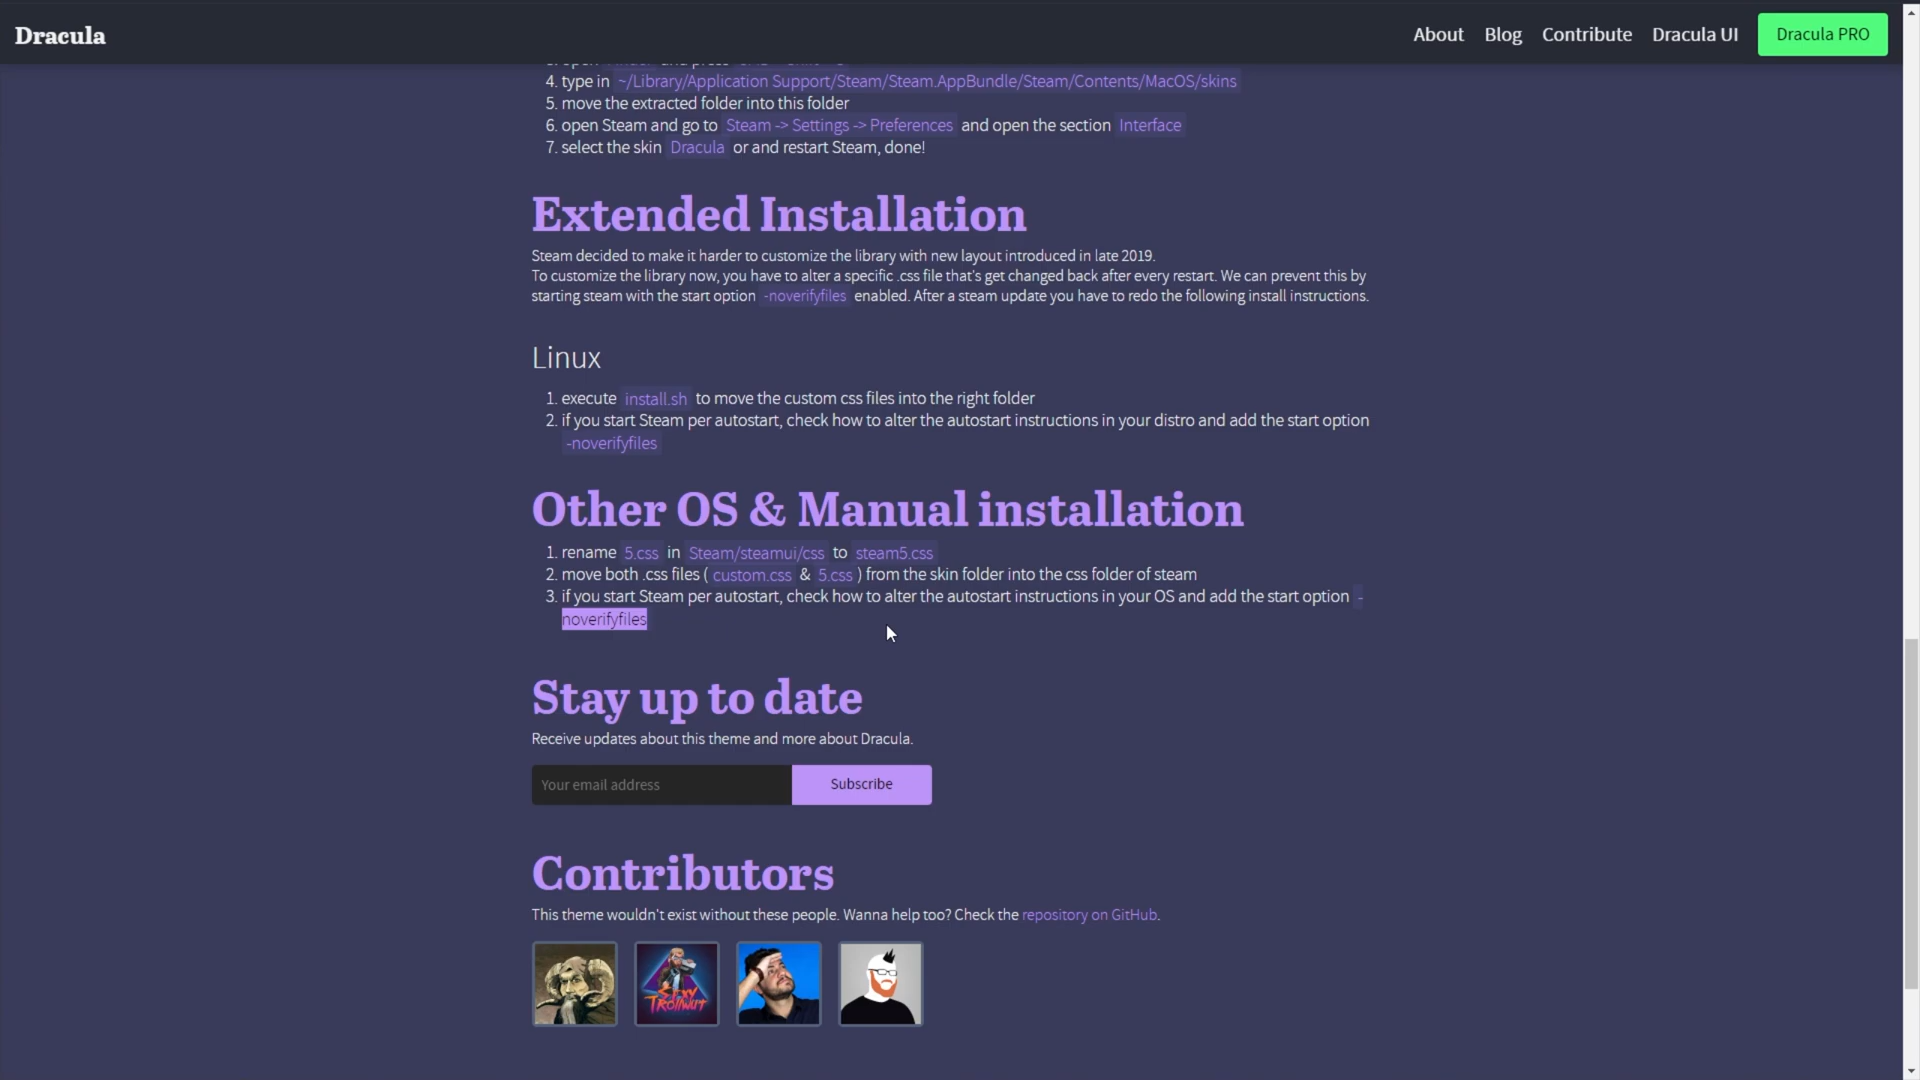 Dracula
About Blog Contribute Dracula UI Dracula PRO
4. type in ~/Library/Application Support/Steam/Steam.AppBundle/Steam/Contents/MacOS/skins
5. move the extracted folder into this folder
6. open Steam and go to Steam -> Settings -> Preferences and open the section Interface
7. select the skin Dracula or and restart Steam, done!
Extended Installation
Steam decided to make it harder to customize the library with new layout introduced in late 2019.
To customize the library now, you have to alter a specific .css file that's get changed back after every restart. We can prevent this by
starting steam with the start option -noverifyfiles enabled. After a steam update you have to redo the following install instructions.
Linux
1. execute install.sh to move the custom css files into the right folder
2. if you start Steam per autostart, check how to alter the autostart instructions in your distro and add the start option
-noverifyfiles
Other OS & Manual installation
1. rename 5.css in Steam/steamui/css to steam5.css
2. move both .css files ( custom.css & 5.css ) from the skin folder into the css folder of steam
3. if you start Steam per autostart, check how to alter the autostart instructions in your OS and add the start option -
noverifyfiles
Stay up to date
Receive updates about this theme and more about Dracula.
Your email address Subscribe
Contributors
This theme wouldn't exist without these people. Wanna help too? Check the repository on GitHub.
SEXY
TROllWUT